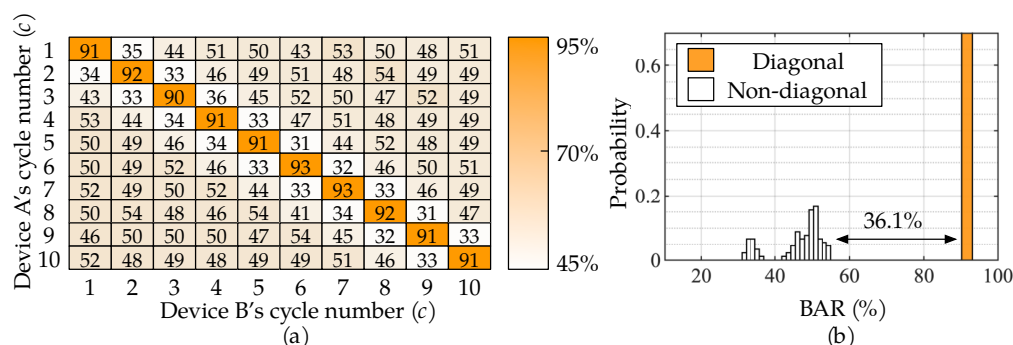 Device A's cycle number (c)
1 91 35 44 51 50 43 53 50 48 51
2 34 92 33 46 49 51 48 54 49 49
3 43 33 90 36 45 52 50 47 52 49
4 53 44 34 91 33 47 51 48 49 49
5 50 49 46 34 91 31 44 52 49 49
6 50 49 52 46 33 93 32 46 50 51
7 52 49 50 52 44 33 93 33 46 49
8 50 54 48 46 54 41 34 92 31 47
9 46 50 50 50 47 54 45 32 91 33
10 52 48 49 48 49 49 51 46 33 91
1 2 3 4 5 6 7 8 9 10
Device B's cycle number (c)
(a)
95%
70%
45%
Probability
0.6
0.4
0.2
0
Diagonal
Non-diagonal
36.1%
20 40 60 80 100
BAR (%)
(b)